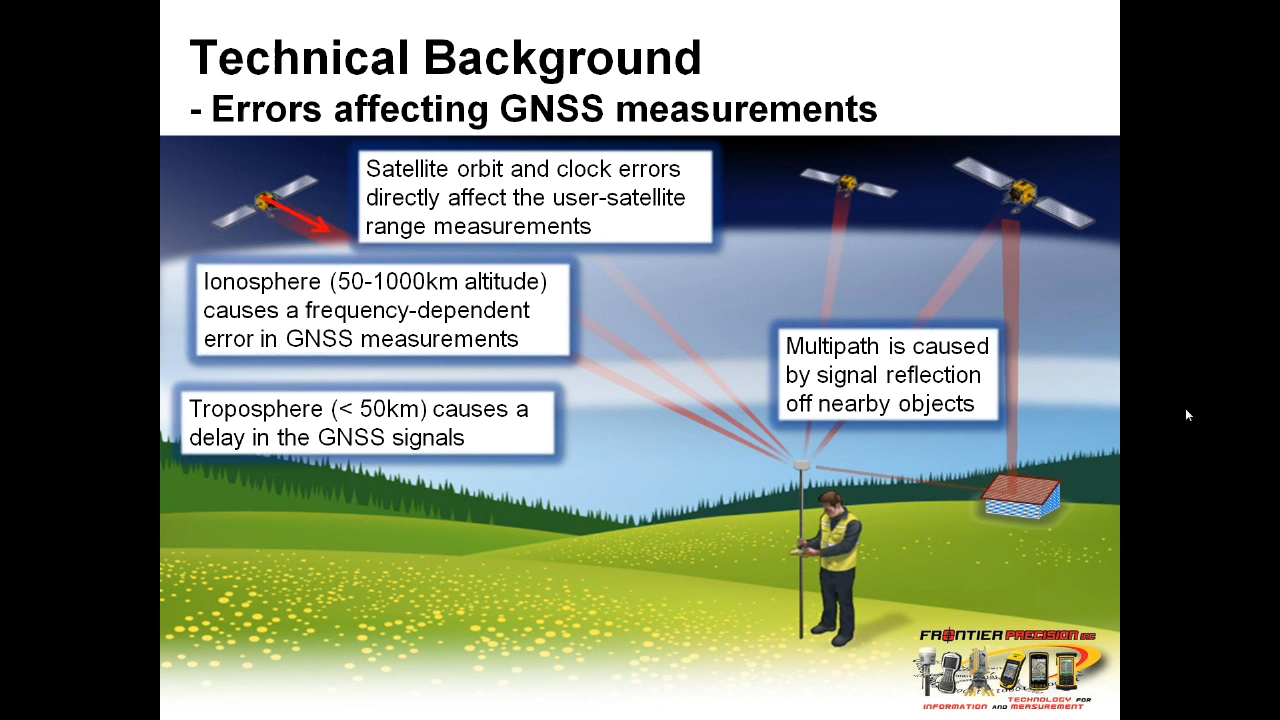 Technical Background
- Errors affecting GNSS measurements
Satellite orbit and clock errors
directly affect the user-satellite
range measurements
Ionosphere (50-1000km altitude)
causes a frequency-dependent
error in GNSS measurements
Multipath is caused
by signal reflection
off nearby objects
Troposphere (< 50km) causes a
delay in the GNSS signals
FRONTIER PRECISION INC
TECHNOLOGY FOR
INFORMATION AND MEASUREMENT